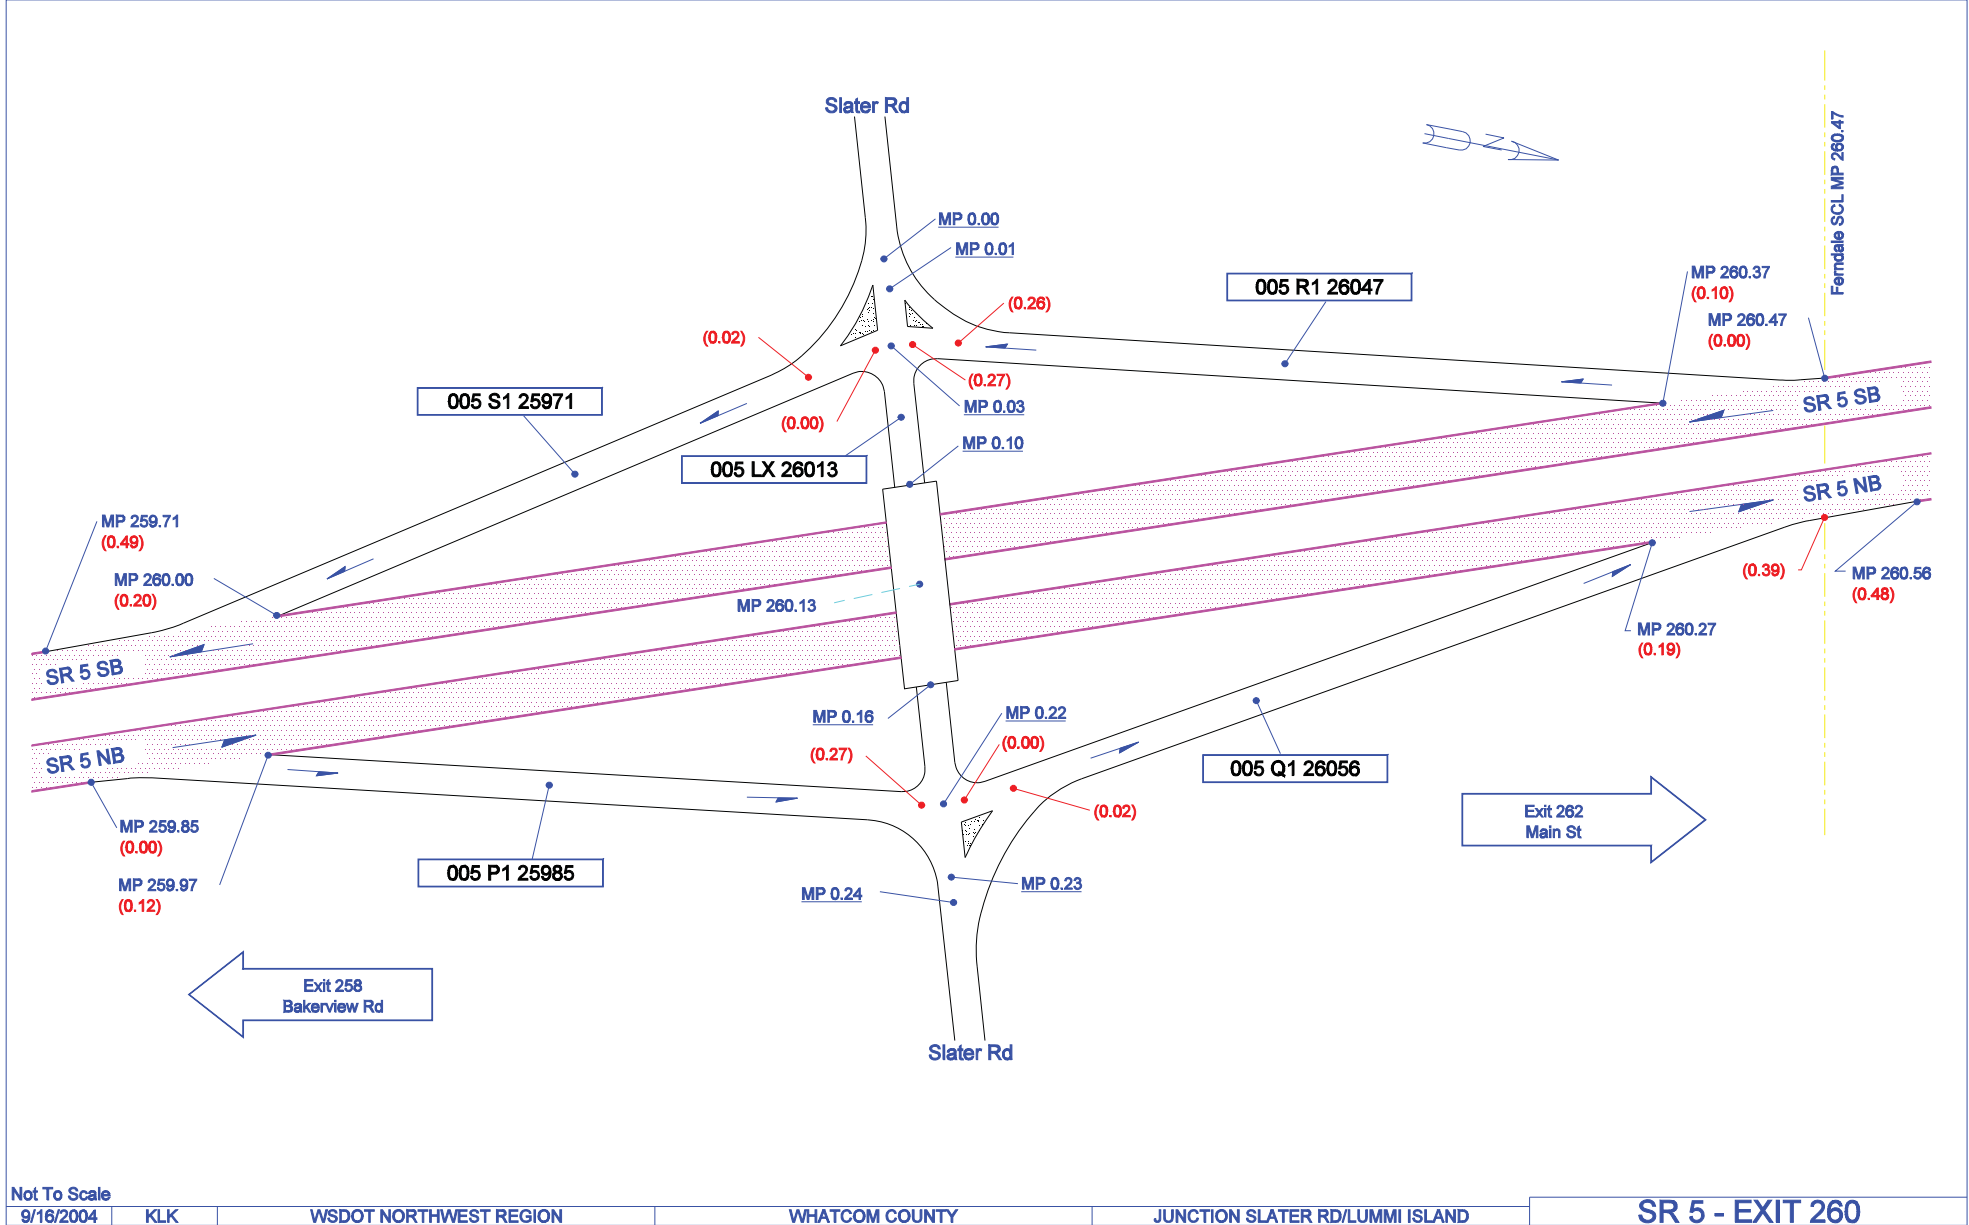 Slater Rd
N
Ferndale SCL MP 260.47
MP 0.00
MP 0.01
(0.26)
005 R1 26047
MP 260.37
(0.10)
MP 260.47
(0.00)
(0.02)
(0.27)
MP 0.03
(0.00)
005 S1 25971
MP 0.10
005 LX 26013
SR 5 SB
SR 5 NB
MP 259.71
(0.49)
MP 260.00
(0.20)
MP 260.13
(0.39)
MP 260.56
(0.48)
MP 260.27
(0.19)
SR 5 SB
SR 5 NB
MP 0.16
MP 0.22
(0.00)
(0.27)
005 Q1 26056
(0.02)
Exit 262
Main St
MP 259.85
(0.00)
005 P1 25985
MP 259.97
(0.12)
MP 0.24
MP 0.23
Exit 258
Bakerview Rd
Slater Rd
Not To Scale
9/16/2004 KLK WSDOT NORTHWEST REGION WHATCOM COUNTY JUNCTION SLATER RD/LUMMI ISLAND SR 5 - EXIT 260